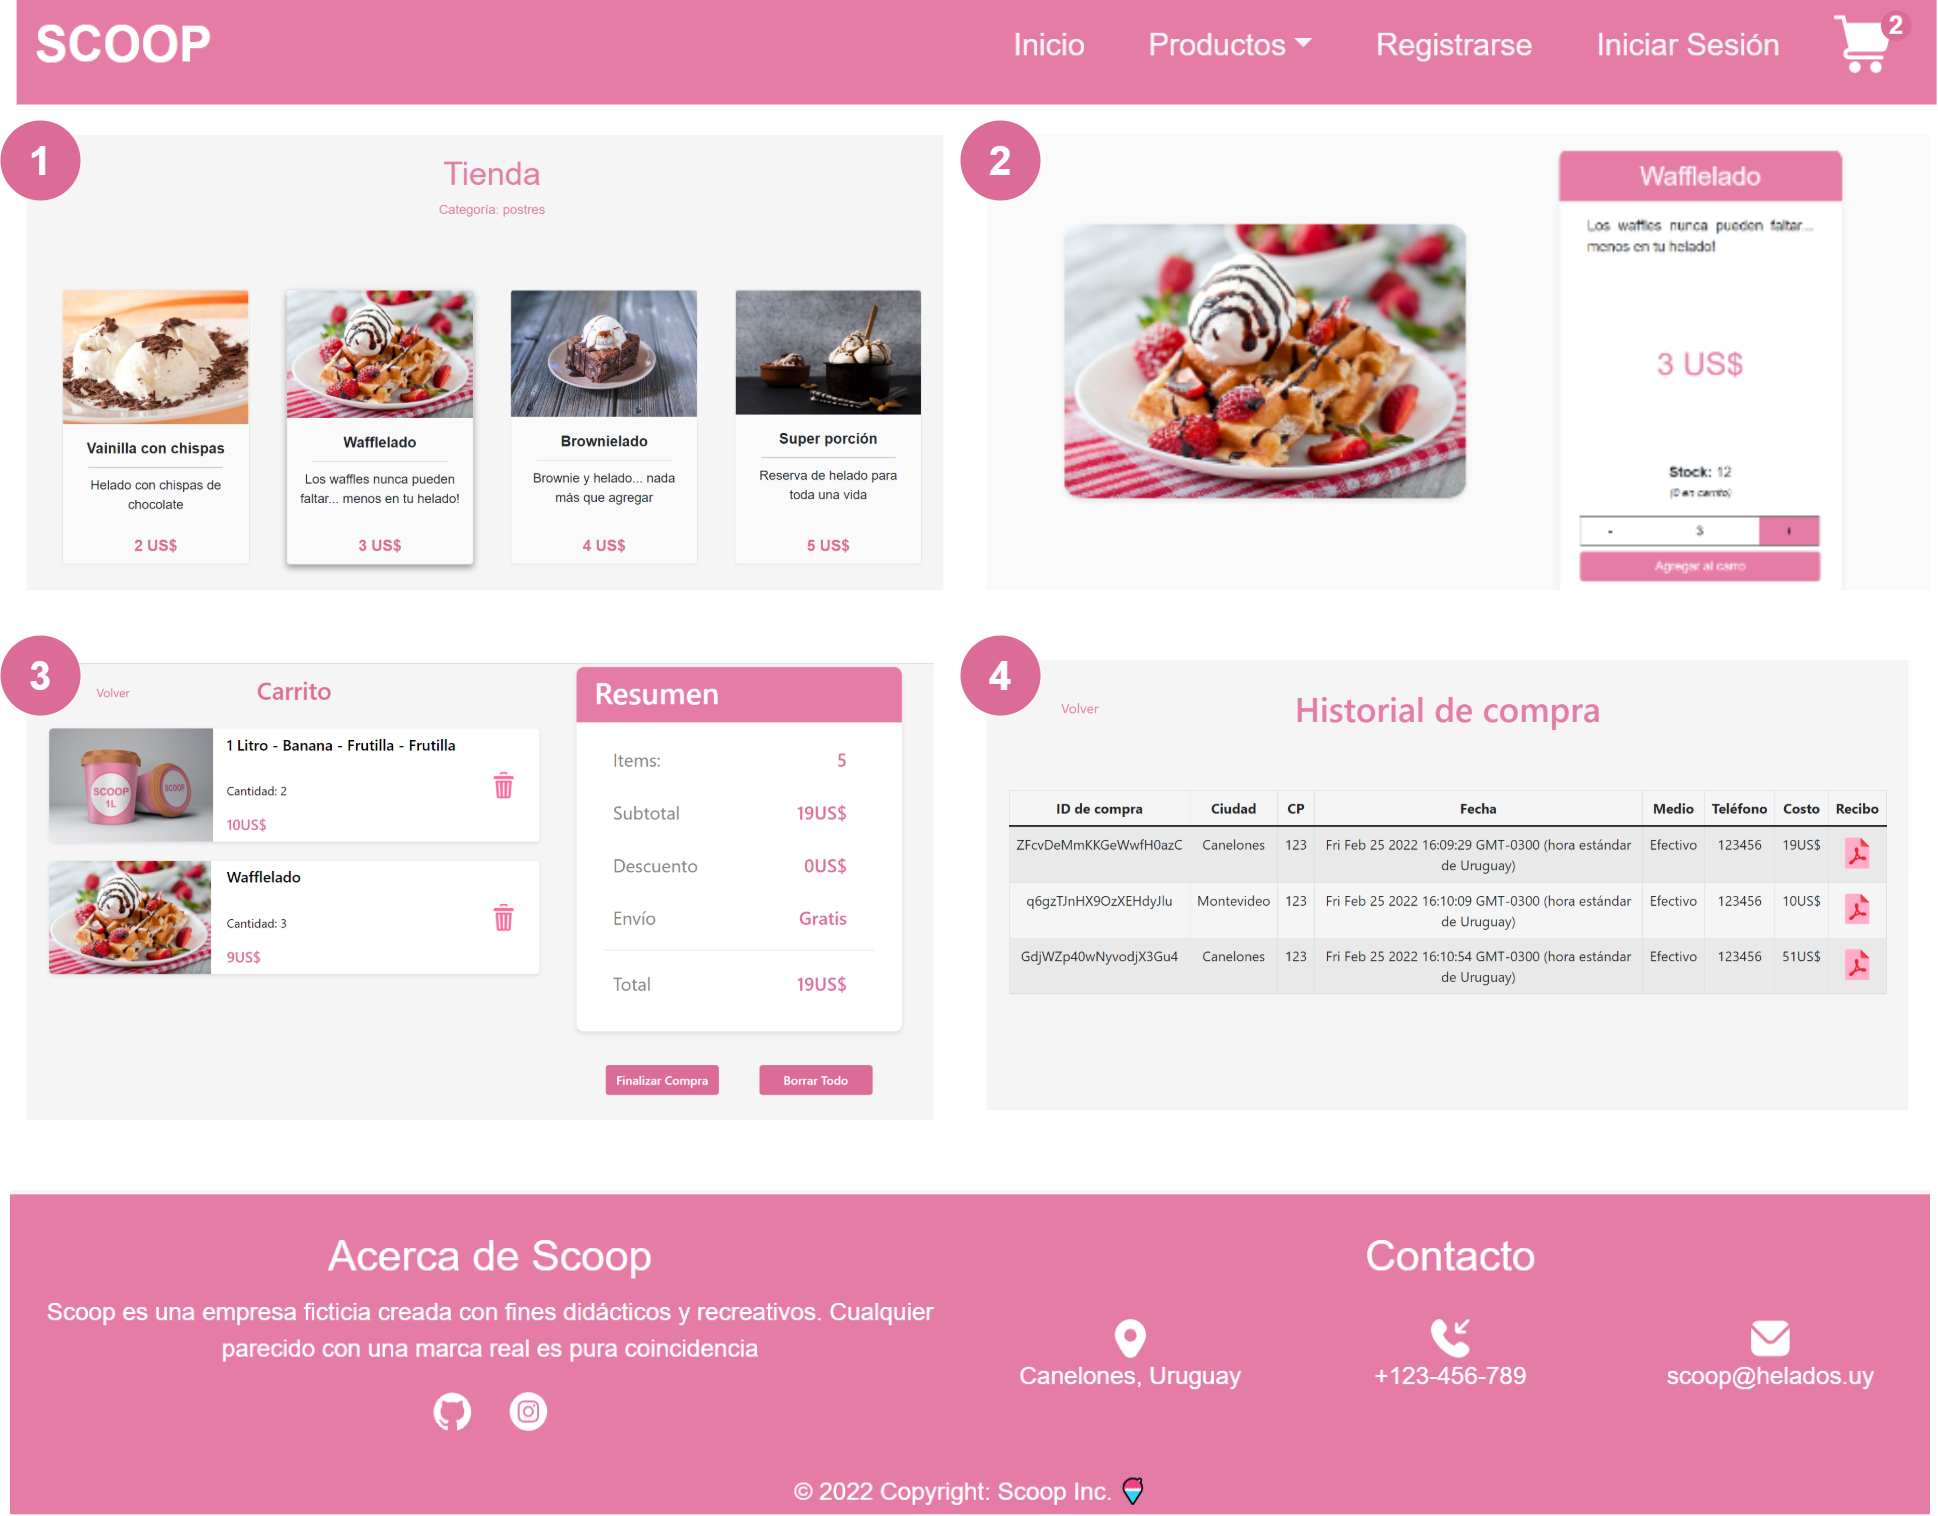 SCOOP
Inicio
Productos
Registrarse
Iniciar Sesión
2
1
Tienda
Categoría: postres
Vainilla con chispas
Helado con chispas de
chocolate
2 US$
Wafflelado
Los waffles nunca pueden
faltar... menos en tu helado!
3 US$
Brownielado
Brownie y helado... nada
más que agregar
4 US$
Super porción
Reserva de helado para
toda una vida
5 US$
2
Wafflelado
Los waffles nunca pueden faltar...
menos en tu helado!
3 US$
Stock: 12
(0 en carrito)
- 3 +
Agregar al carro
3
Volver
Carrito
SCOOP
1L
SCOOP
1 Litro - Banana - Frutilla - Frutilla
Cantidad: 2
10US$
Wafflelado
Cantidad: 3
9US$
Resumen
Items: 5
Subtotal 19US$
Descuento 0US$
Envío Gratis
Total 19US$
Finalizar Compra
Borrar Todo
4
Volver
Historial de compra
ID de compra Ciudad CP Fecha Medio Teléfono Costo Recibo
ZFcvDeMmKKGeWwfH0azC Canelones 123 Fri Feb 25 2022 16:09:29 GMT-0300 (hora estándar Efectivo 123456 19US$
de Uruguay)
q6gzTJnHX9OzXEHdyJlu Montevideo 123 Fri Feb 25 2022 16:10:09 GMT-0300 (hora estándar Efectivo 123456 10US$
de Uruguay)
GdjWZp40wNyvodjX3Gu4 Canelones 123 Fri Feb 25 2022 16:10:54 GMT-0300 (hora estándar Efectivo 123456 51US$
de Uruguay)
Acerca de Scoop
Scoop es una empresa ficticia creada con fines didácticos y recreativos. Cualquier
parecido con una marca real es pura coincidencia
Contacto
Canelones, Uruguay
+123-456-789
scoop@helados.uy
© 2022 Copyright: Scoop Inc.